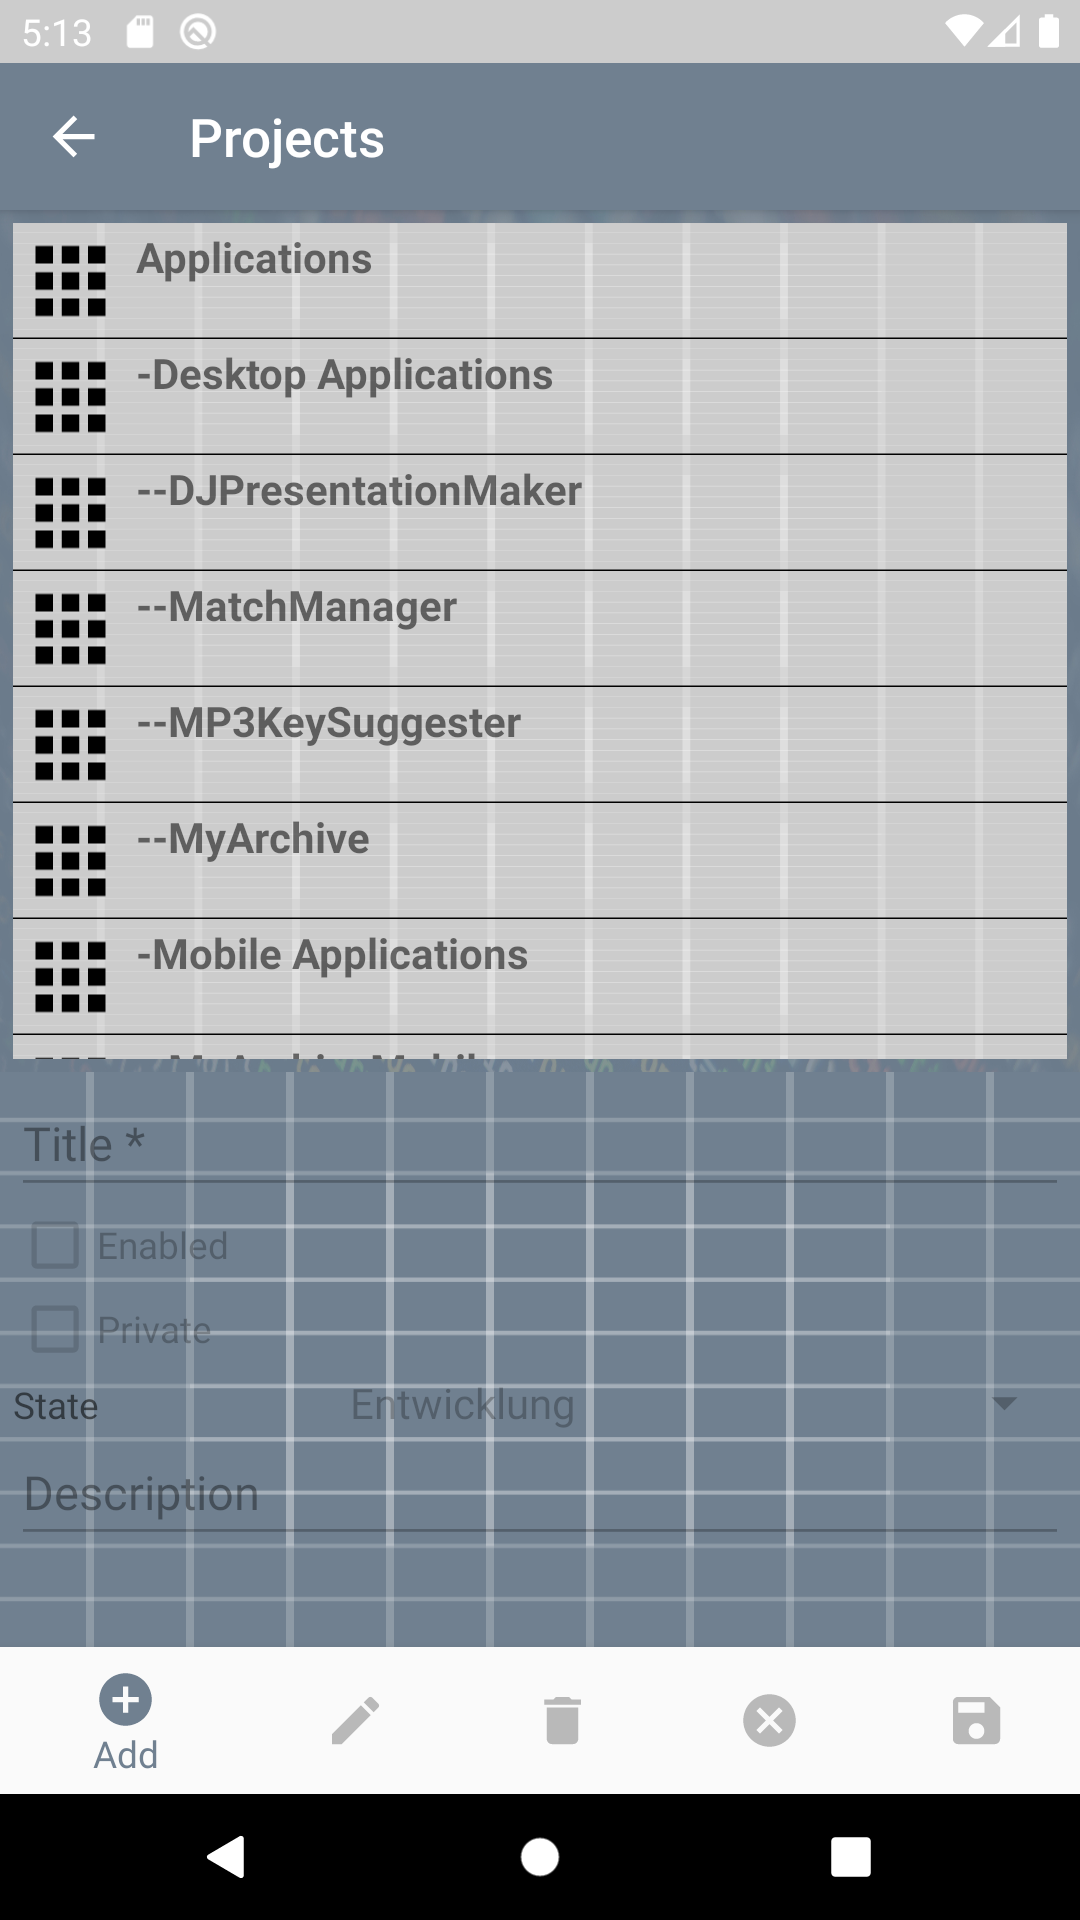 5:13
Projects
Applications
-Desktop Applications
--DJPresentationMaker
--MatchManager
--MP3KeySuggester
--MyArchive
-Mobile Applications
Title *
Enabled
Private
State Entwicklung
Description
Add